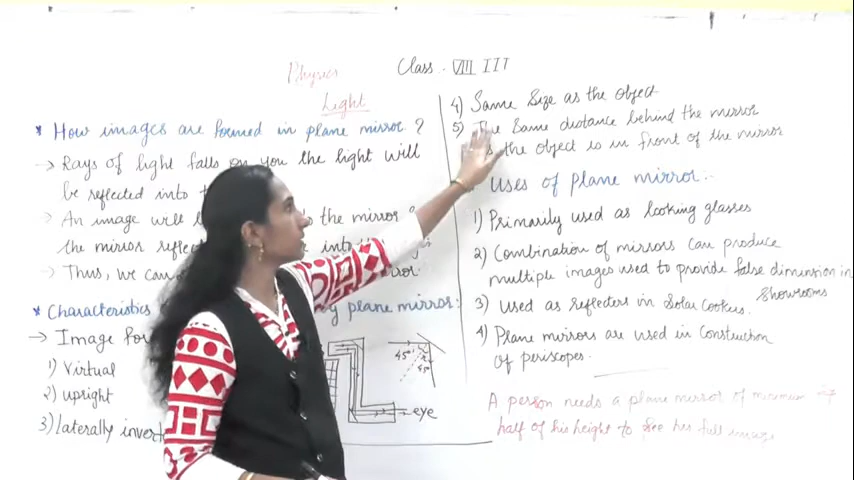 Physics
Class . VIII III
Light
* How images are formed in plane mirror ?
→ Rays of light falls on you the light will
be reflected into
→ An image will the mirror
the mirror reflec into
→ Thus, we can
* Characteristics by plane mirror:
→ Image for
1) Virtual
2) upright
3) laterally invert
45°
45°
eye
4) Same Size as the object
5) The Same distance behind the mirror
the object is in front of the mirror
Uses of plane mirror:-
1) Primarily used as looking glasses
2) Combination of mirrors can produce
multiple images used to provide false dimension in
Showrooms
3) Used as reflecters in Solar Cookers.
4) Plane mirrors are used in Construction
of periscopes.
A person needs a plane mirror of minimum
half of his height to see his full image